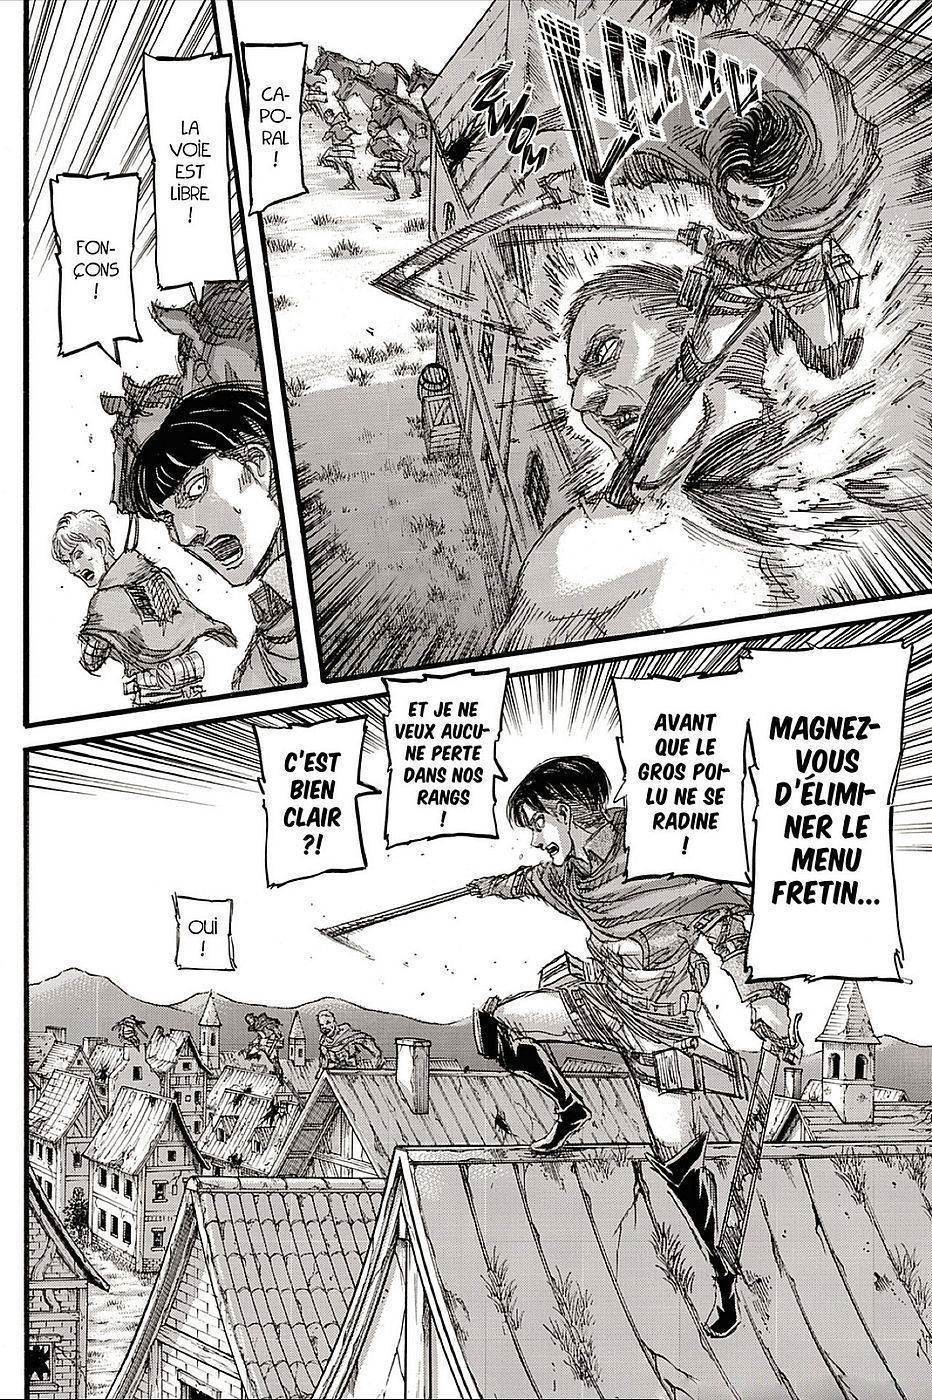 ZWOM
CA-
PO-
RAL
!
LA
VOIE
EST
LIBRE
!
FON-
ÇONS
!
MAGNEZ-
VOUS
D'ÉLIMI-
NER LE
MENU
FRETIN...
AVANT
QUE LE
GROS POI-
LU NE SE
RADINE
!
ET JE NE
VEUX AUCU-
NE PERTE
DANS NOS
RANGS
!
C'EST
BIEN
CLAIR
?!
OUI
!